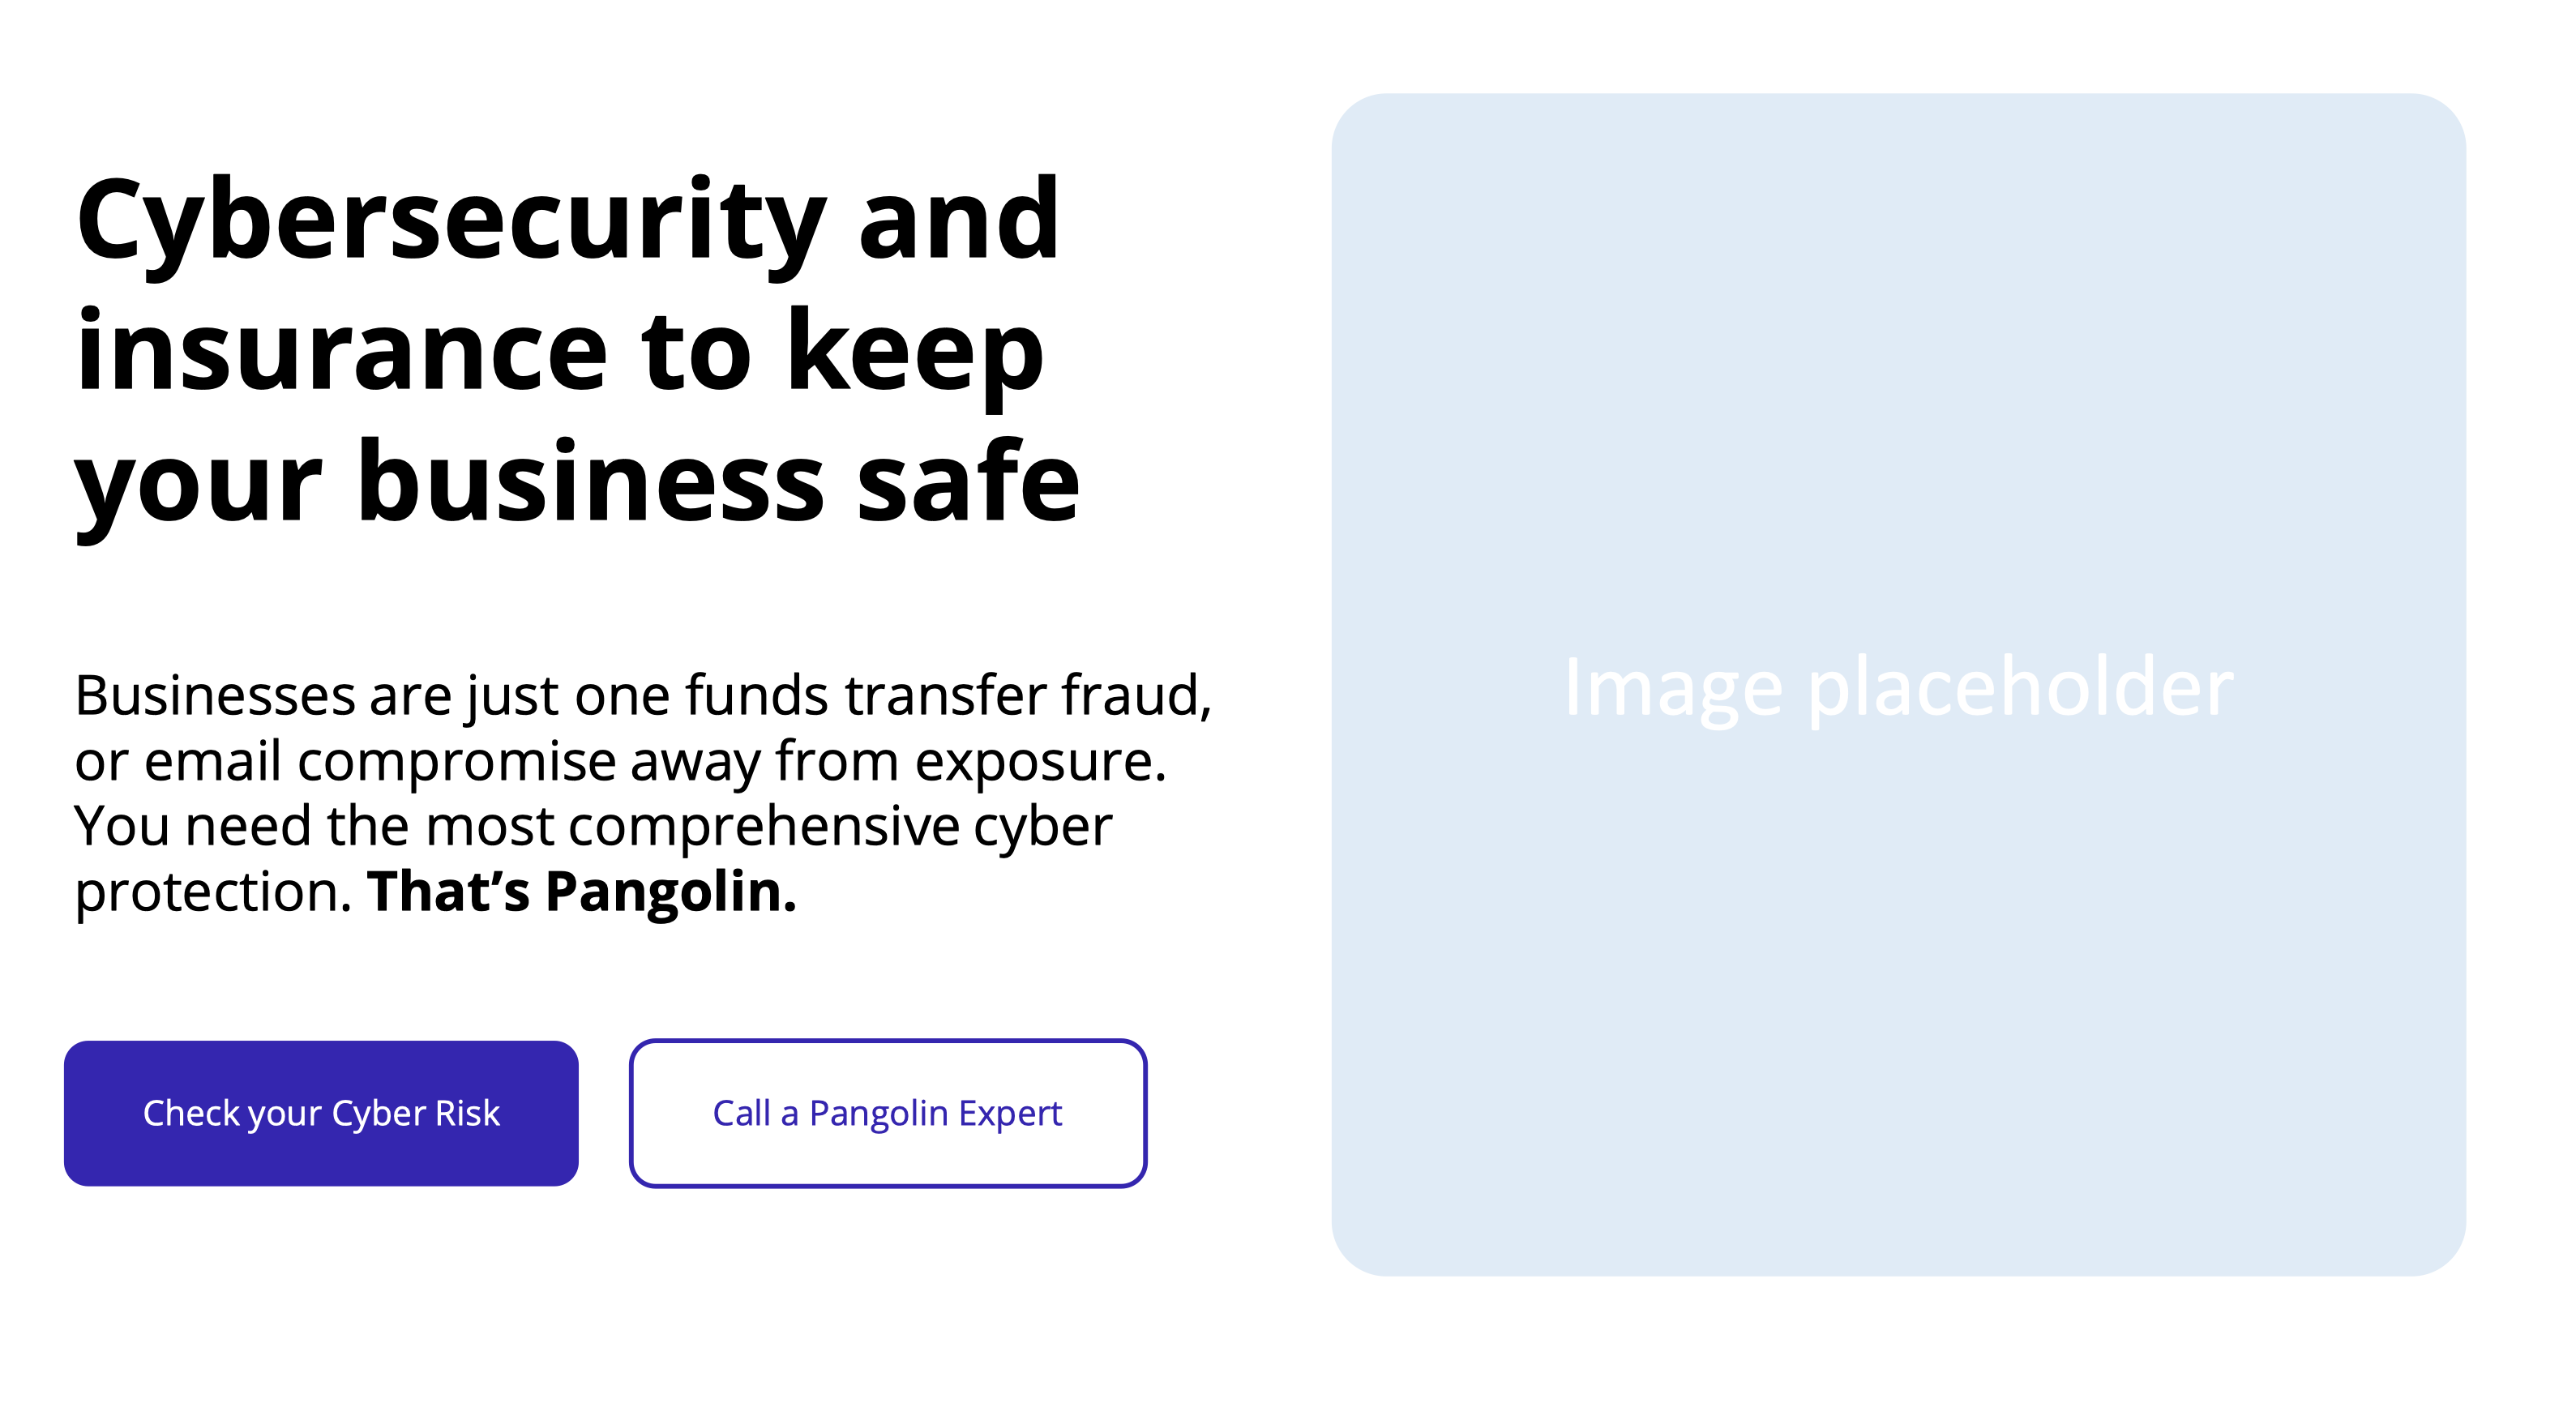 Cybersecurity and
insurance to keep
your business safe
Businesses are just one funds transfer fraud,
or email compromise away from exposure.
You need the most comprehensive cyber
protection. That’s Pangolin.
Check your Cyber Risk
Call a Pangolin Expert
Image placeholder